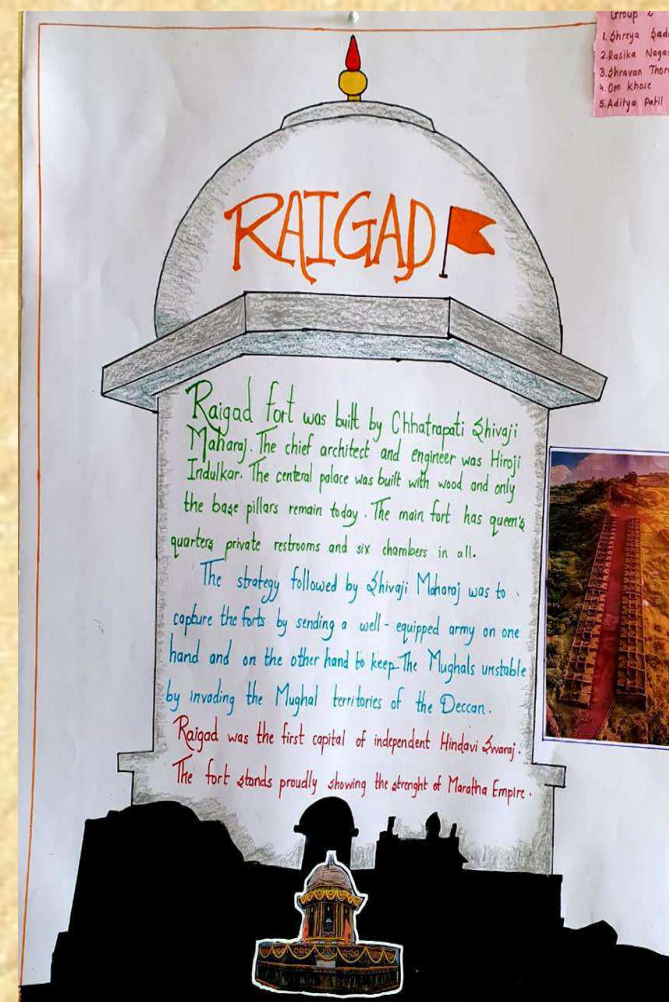 Group 2
1. Shreya
2. Rasika
3. Shravan
4. Om Khose
5. Aditya Patil
RAIGAD
Raigad fort was built by Chhatrapati Shivaji
Maharaj. The chief architect and engineer was Hiroji
Indulkar. The central palace was built with wood and only
the base pillars remain today. The main fort has queen's
quarters private restrooms and six chambers in all.
The strategy followed by Shivaji Maharaj was to
capture the forts by sending a well-equipped army on one
hand and on the other hand to keep The Mughals unstable
by invading the Mughal territories of the Deccan.
Raigad was the first capital of independent Hindavi Swaraj.
The fort stands proudly showing the strenght of Maratha Empire.